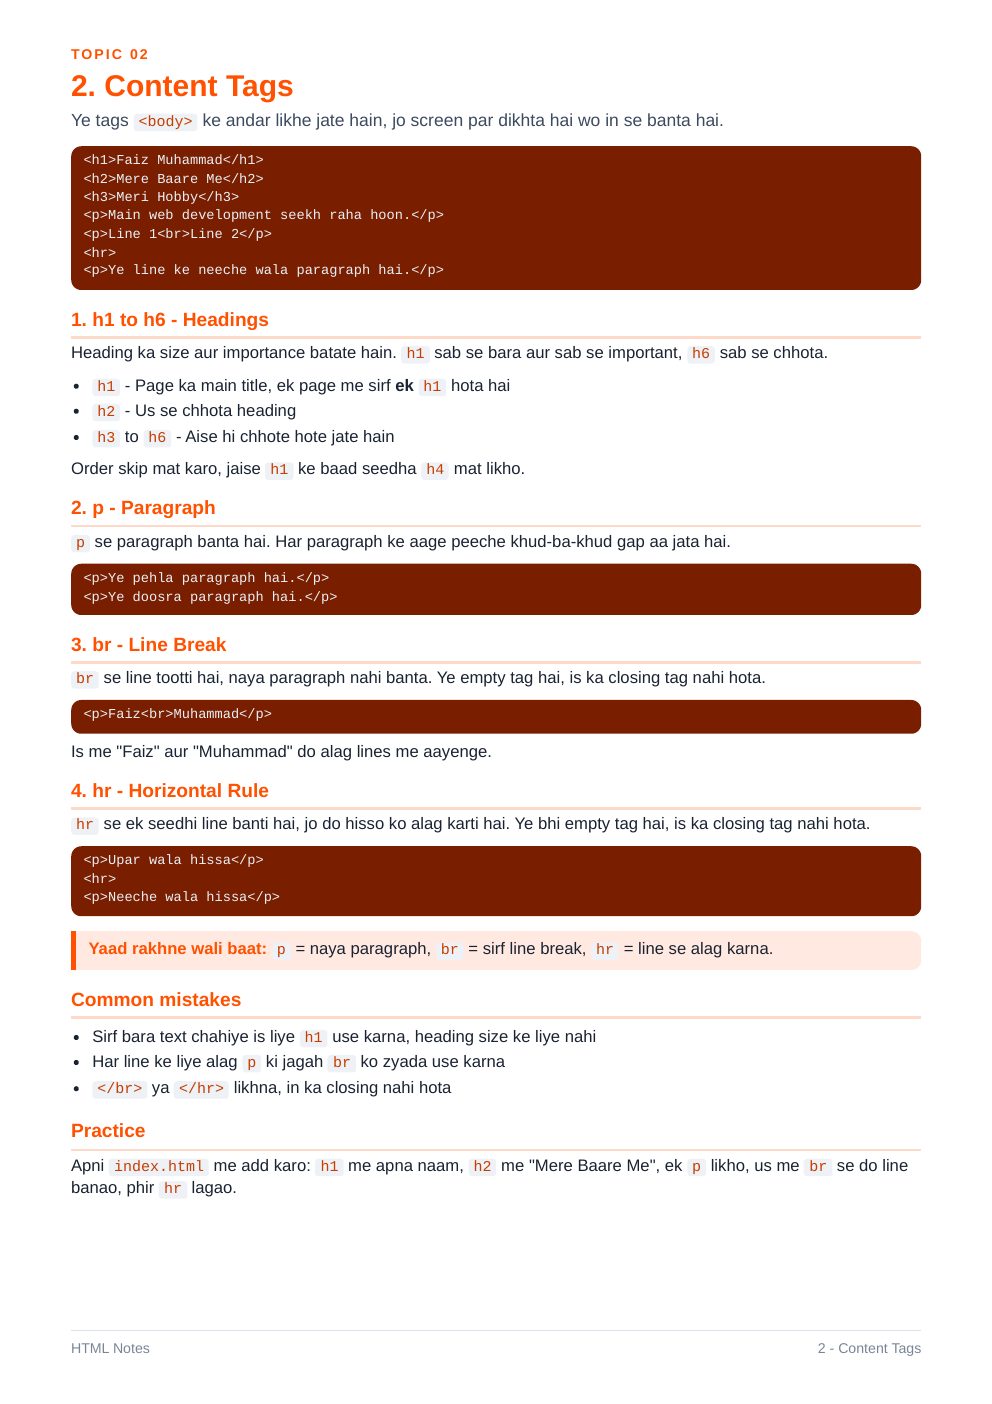 TOPIC 02
2. Content Tags
Ye tags <body> ke andar likhe jate hain, jo screen par dikhta hai wo in se banta hai.
<h1>Faiz Muhammad</h1>
<h2>Mere Baare Me</h2>
<h3>Meri Hobby</h3>
<p>Main web development seekh raha hoon.</p>
<p>Line 1<br>Line 2</p>
<hr>
<p>Ye line ke neeche wala paragraph hai.</p>
1. h1 to h6 - Headings
Heading ka size aur importance batate hain. h1 sab se bara aur sab se important, h6 sab se chhota.
• h1 - Page ka main title, ek page me sirf ek h1 hota hai
• h2 - Us se chhota heading
• h3 to h6 - Aise hi chhote hote jate hain
Order skip mat karo, jaise h1 ke baad seedha h4 mat likho.
2. p - Paragraph
p se paragraph banta hai. Har paragraph ke aage peeche khud-ba-khud gap aa jata hai.
<p>Ye pehla paragraph hai.</p>
<p>Ye doosra paragraph hai.</p>
3. br - Line Break
br se line tootti hai, naya paragraph nahi banta. Ye empty tag hai, is ka closing tag nahi hota.
<p>Faiz<br>Muhammad</p>
Is me "Faiz" aur "Muhammad" do alag lines me aayenge.
4. hr - Horizontal Rule
hr se ek seedhi line banti hai, jo do hisso ko alag karti hai. Ye bhi empty tag hai, is ka closing tag nahi hota.
<p>Upar wala hissa</p>
<hr>
<p>Neeche wala hissa</p>
Yaad rakhne wali baat: p = naya paragraph, br = sirf line break, hr = line se alag karna.
Common mistakes
• Sirf bara text chahiye is liye h1 use karna, heading size ke liye nahi
• Har line ke liye alag p ki jagah br ko zyada use karna
• </br> ya </hr> likhna, in ka closing nahi hota
Practice
Apni index.html me add karo: h1 me apna naam, h2 me "Mere Baare Me", ek p likho, us me br se do line
banao, phir hr lagao.
HTML Notes
2 - Content Tags